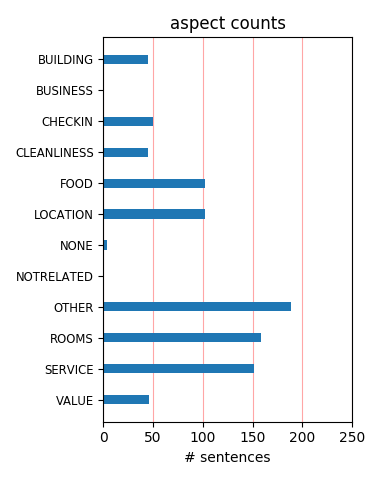 aspect counts
BUILDING
BUSINESS
CHECKIN
CLEANLINESS
FOOD
LOCATION
NONE
NOTRELATED
OTHER
ROOMS
SERVICE
VALUE
0 50 100 150 200 250
# sentences